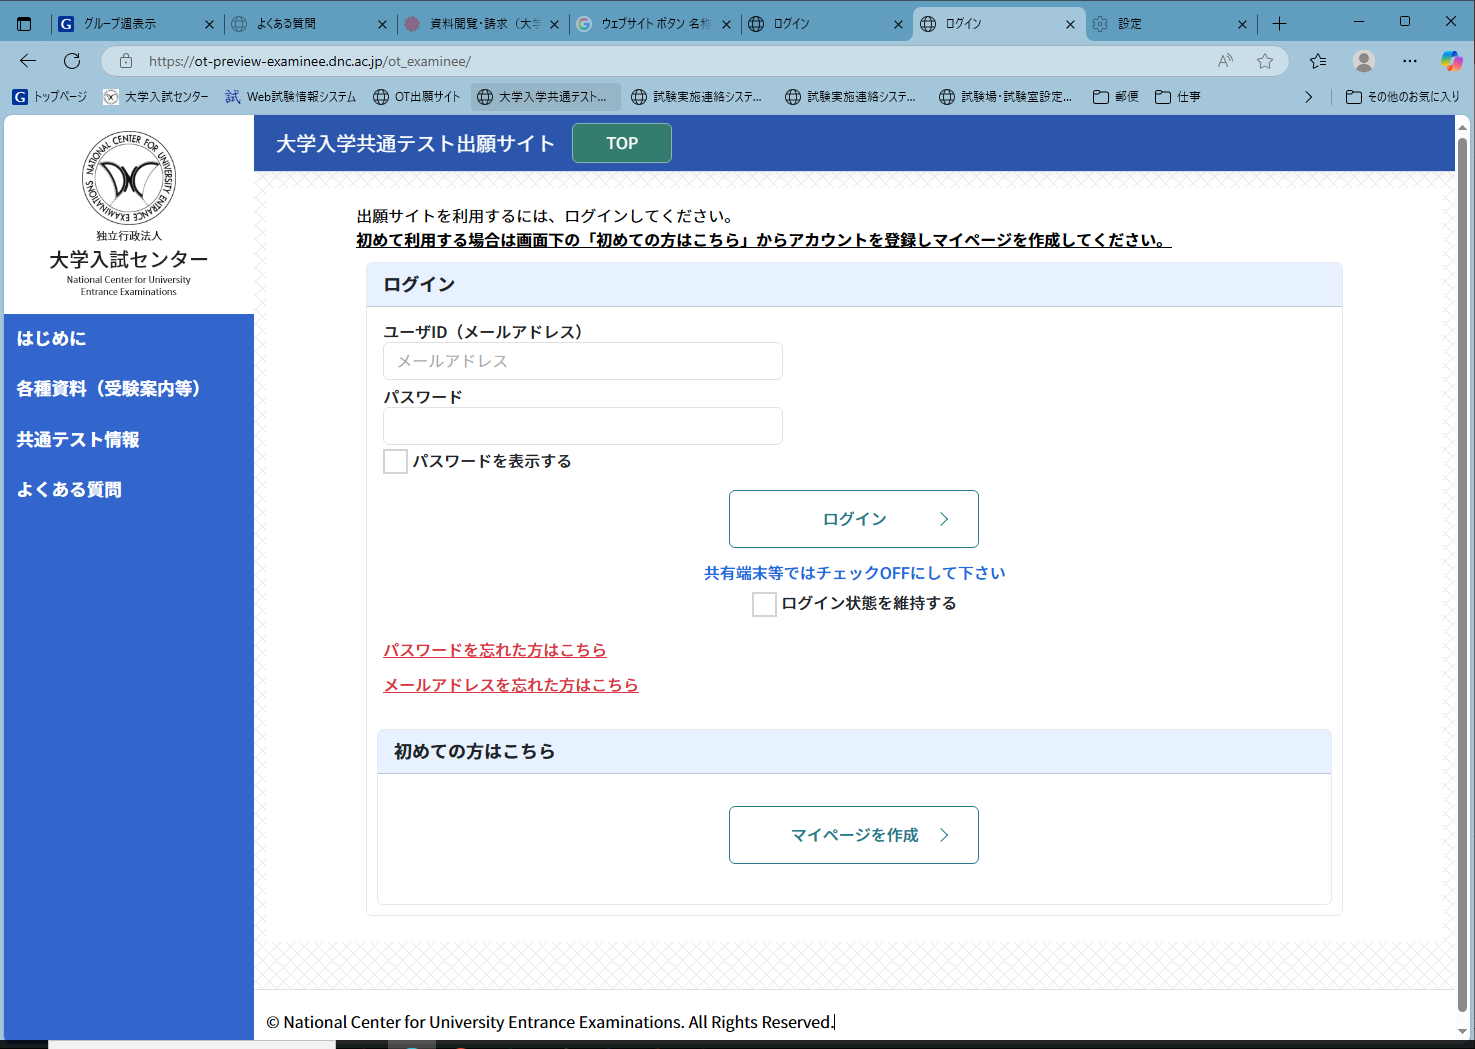 グループ週表示
よくある質問
資料閲覧・請求（大学
ウェブサイト ボタン 名称
ログイン
ログイン
設定
https://ot-preview-examinee.dnc.ac.jp/ot_examinee/
トップページ
大学入試センター
Web試験情報システム
OT出願サイト
大学入学共通テスト...
試験実施連絡システ...
試験実施連絡システ...
試験場・試験室設定...
郵便
仕事
その他のお気に入り
NATIONAL CENTER FOR UNIVERSITY ENTRANCE EXAMINATIONS
独立行政法人
大学入試センター
National Center for University
Entrance Examinations
はじめに
各種資料（受験案内等）
共通テスト情報
よくある質問
大学入学共通テスト出願サイト
TOP
出願サイトを利用するには、ログインしてください。
初めて利用する場合は画面下の「初めての方はこちら」からアカウントを登録しマイページを作成してください。
ログイン
ユーザID（メールアドレス）
メールアドレス
パスワード
パスワードを表示する
ログイン
共有端末等ではチェックOFFにして下さい
ログイン状態を維持する
パスワードを忘れた方はこちら
メールアドレスを忘れた方はこちら
初めての方はこちら
マイページを作成
© National Center for University Entrance Examinations. All Rights Reserved.